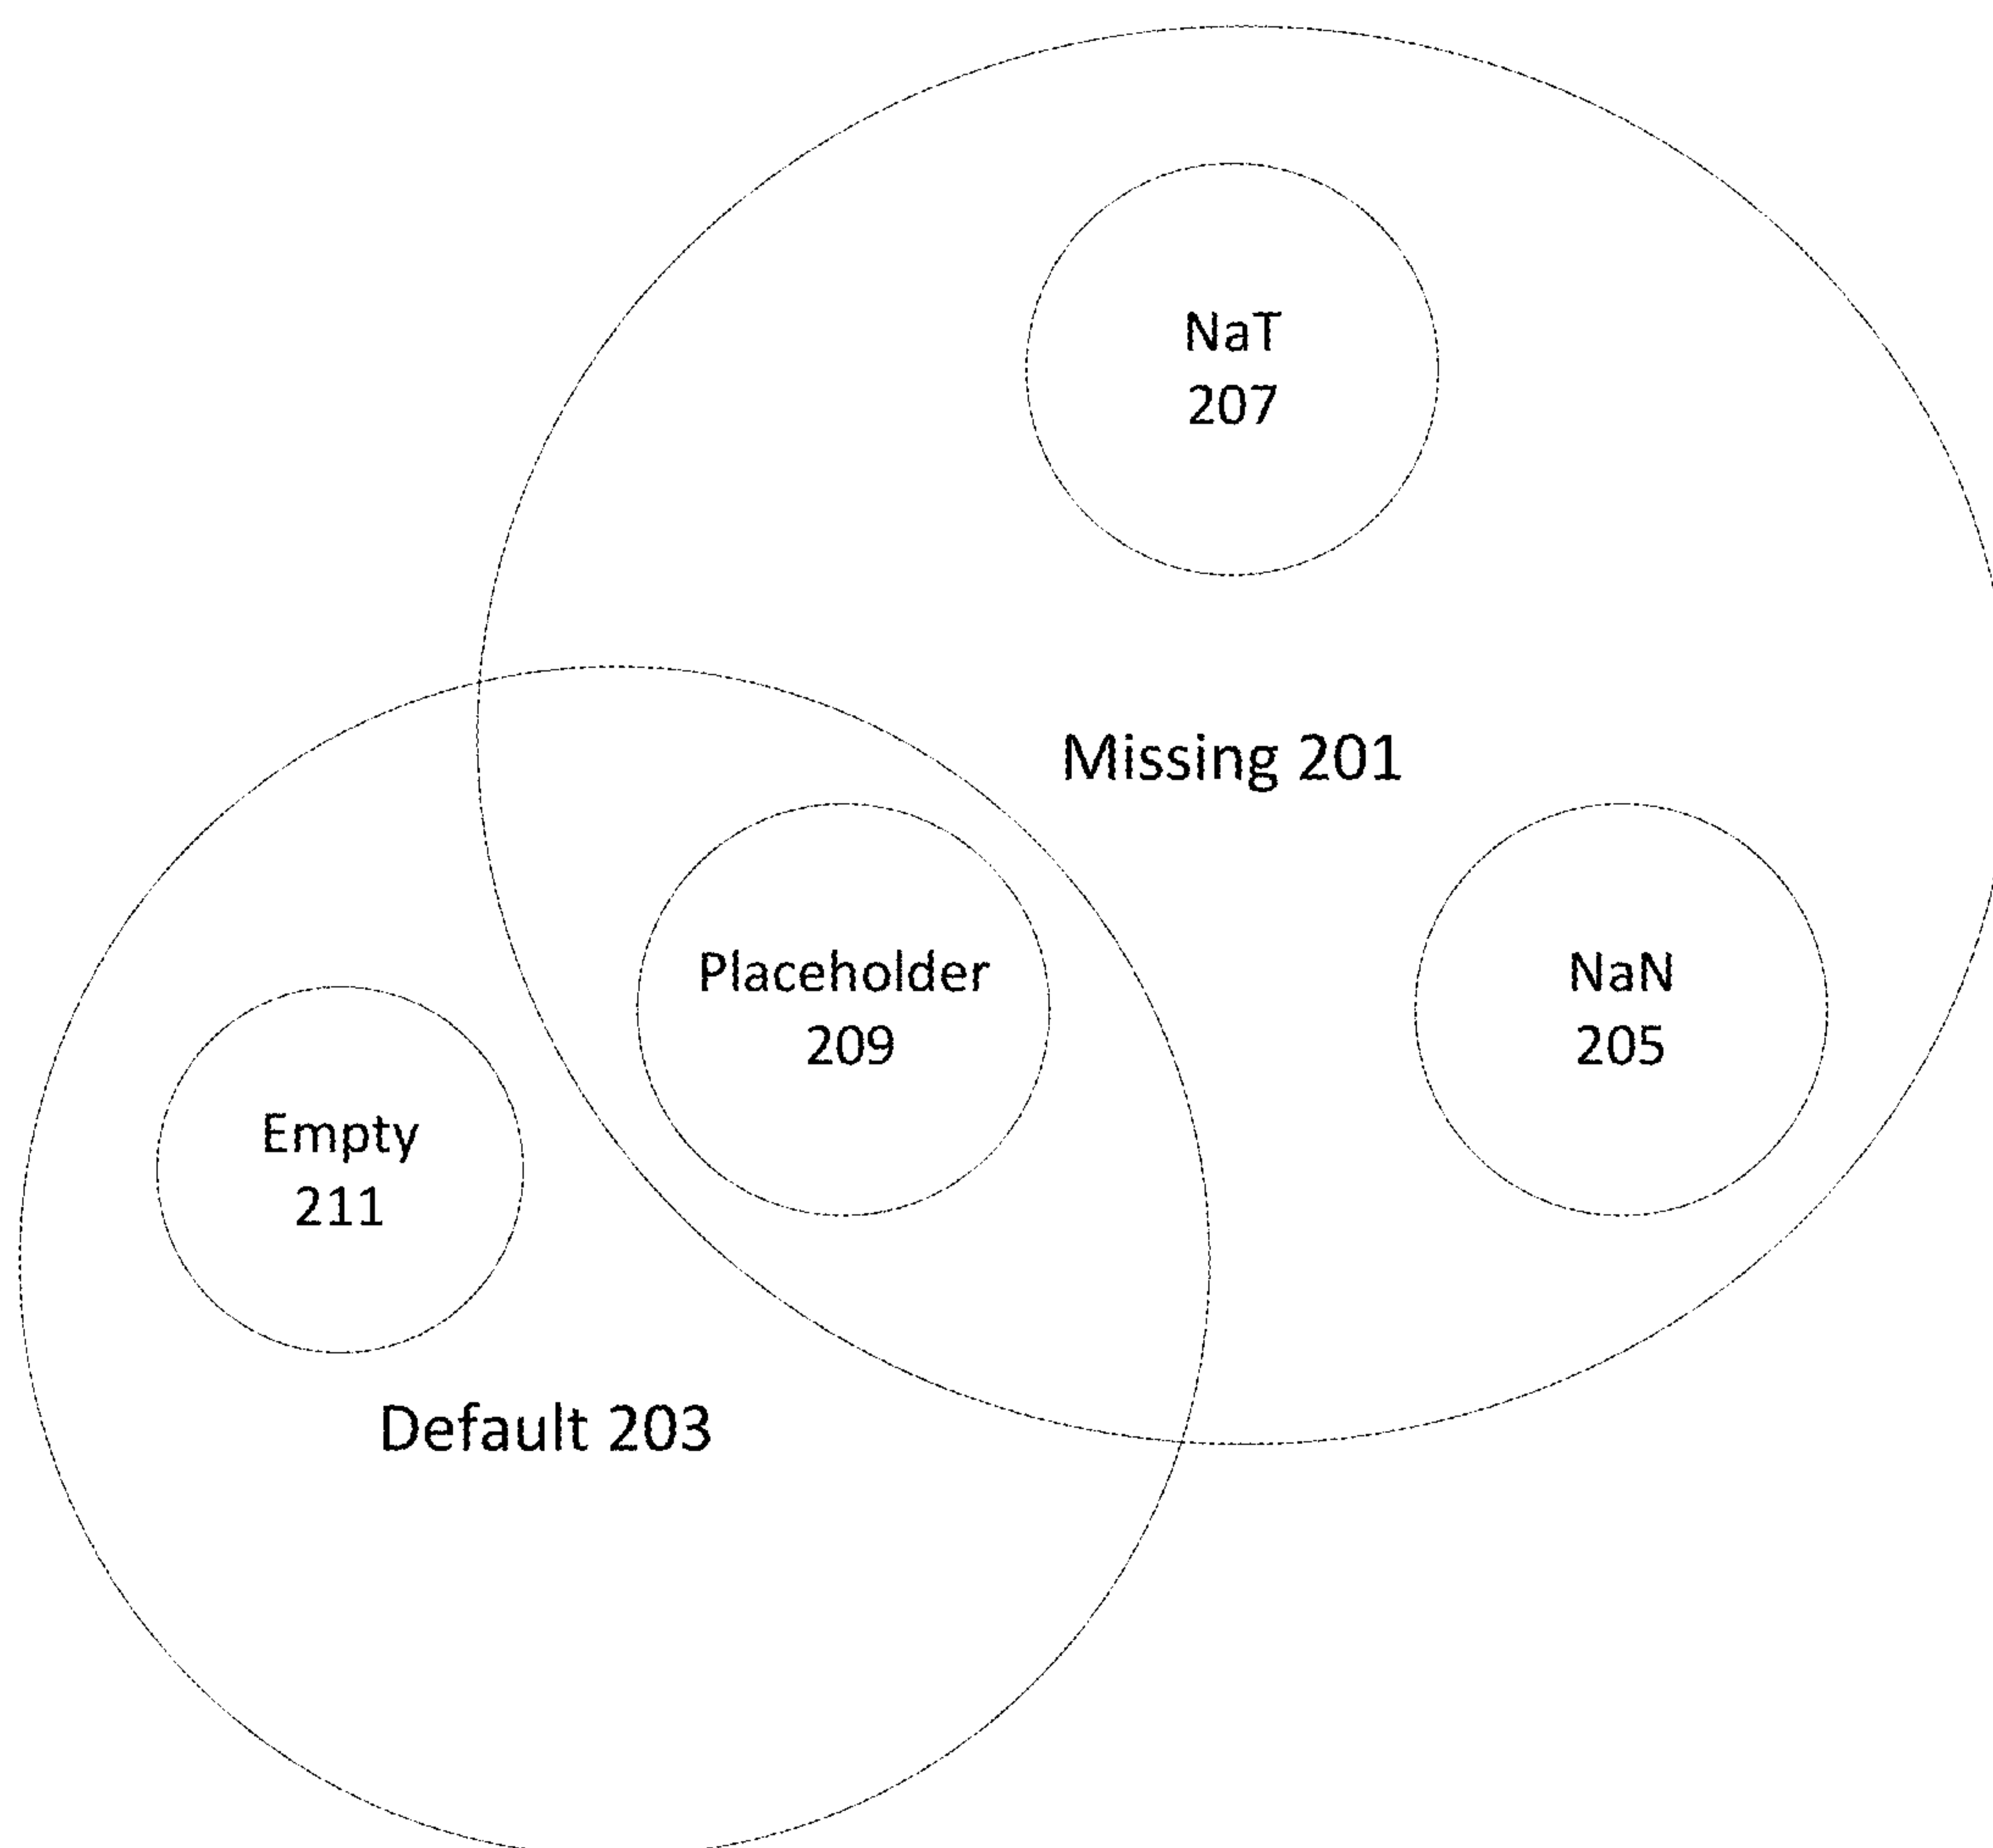 NaT
207
Missing 201
Placeholder
209
NaN
205
Empty
211
Default 203